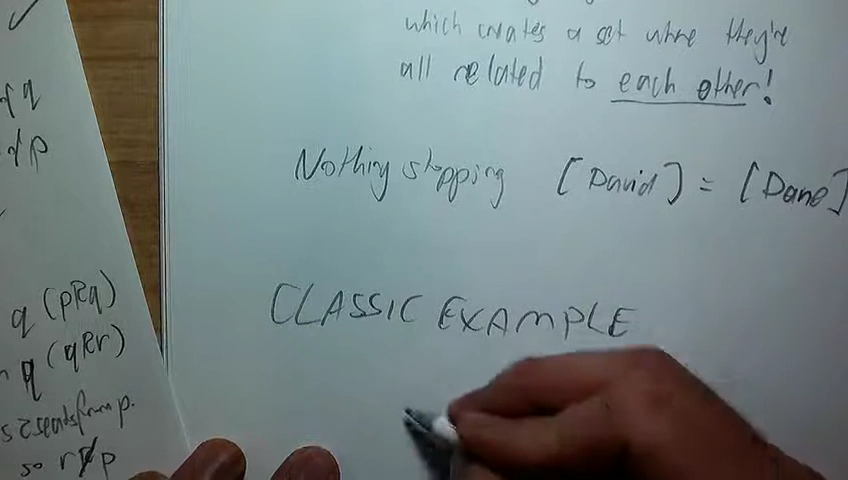 which creates a set where they're
all related to each other!
Nothing stopping [David] = [Dane]
CLASSIC EXAMPLE
q (pRq)
q (qRr)
so r p